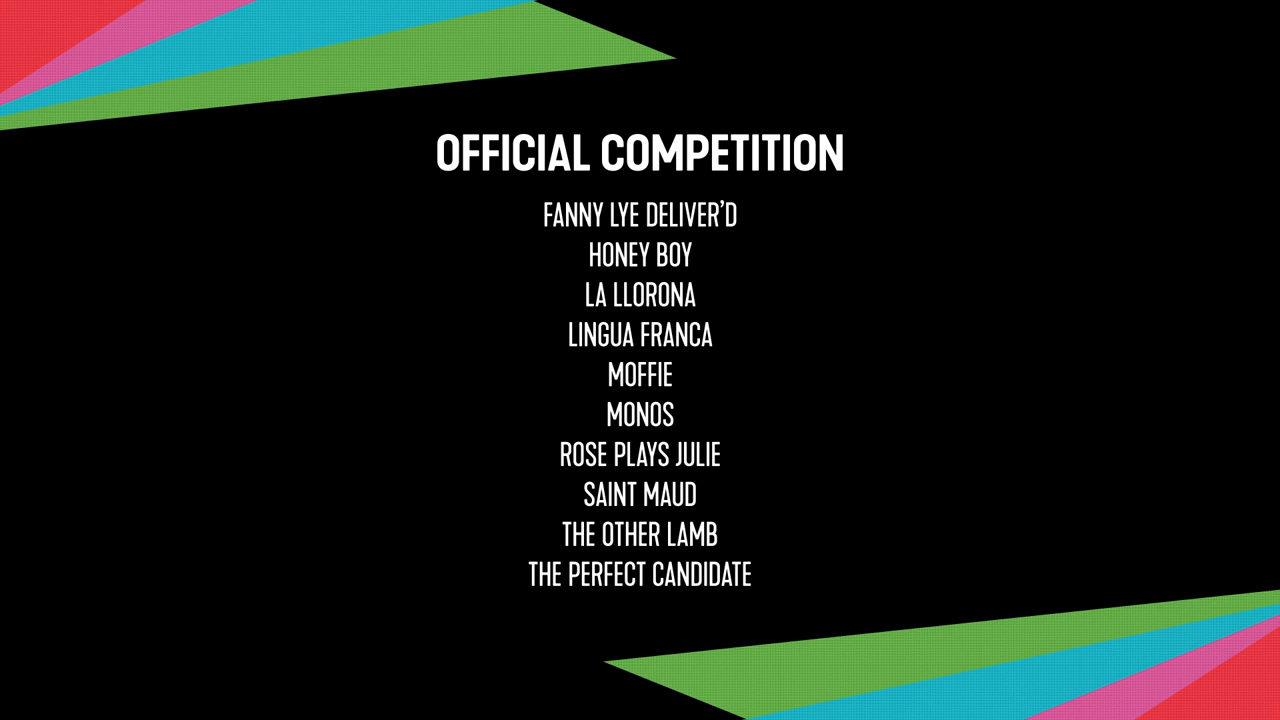 OFFICIAL COMPETITION
FANNY LYE DELIVER’D
HONEY BOY
LA LLORONA
LINGUA FRANCA
MOFFIE
MONOS
ROSE PLAYS JULIE
SAINT MAUD
THE OTHER LAMB
THE PERFECT CANDIDATE